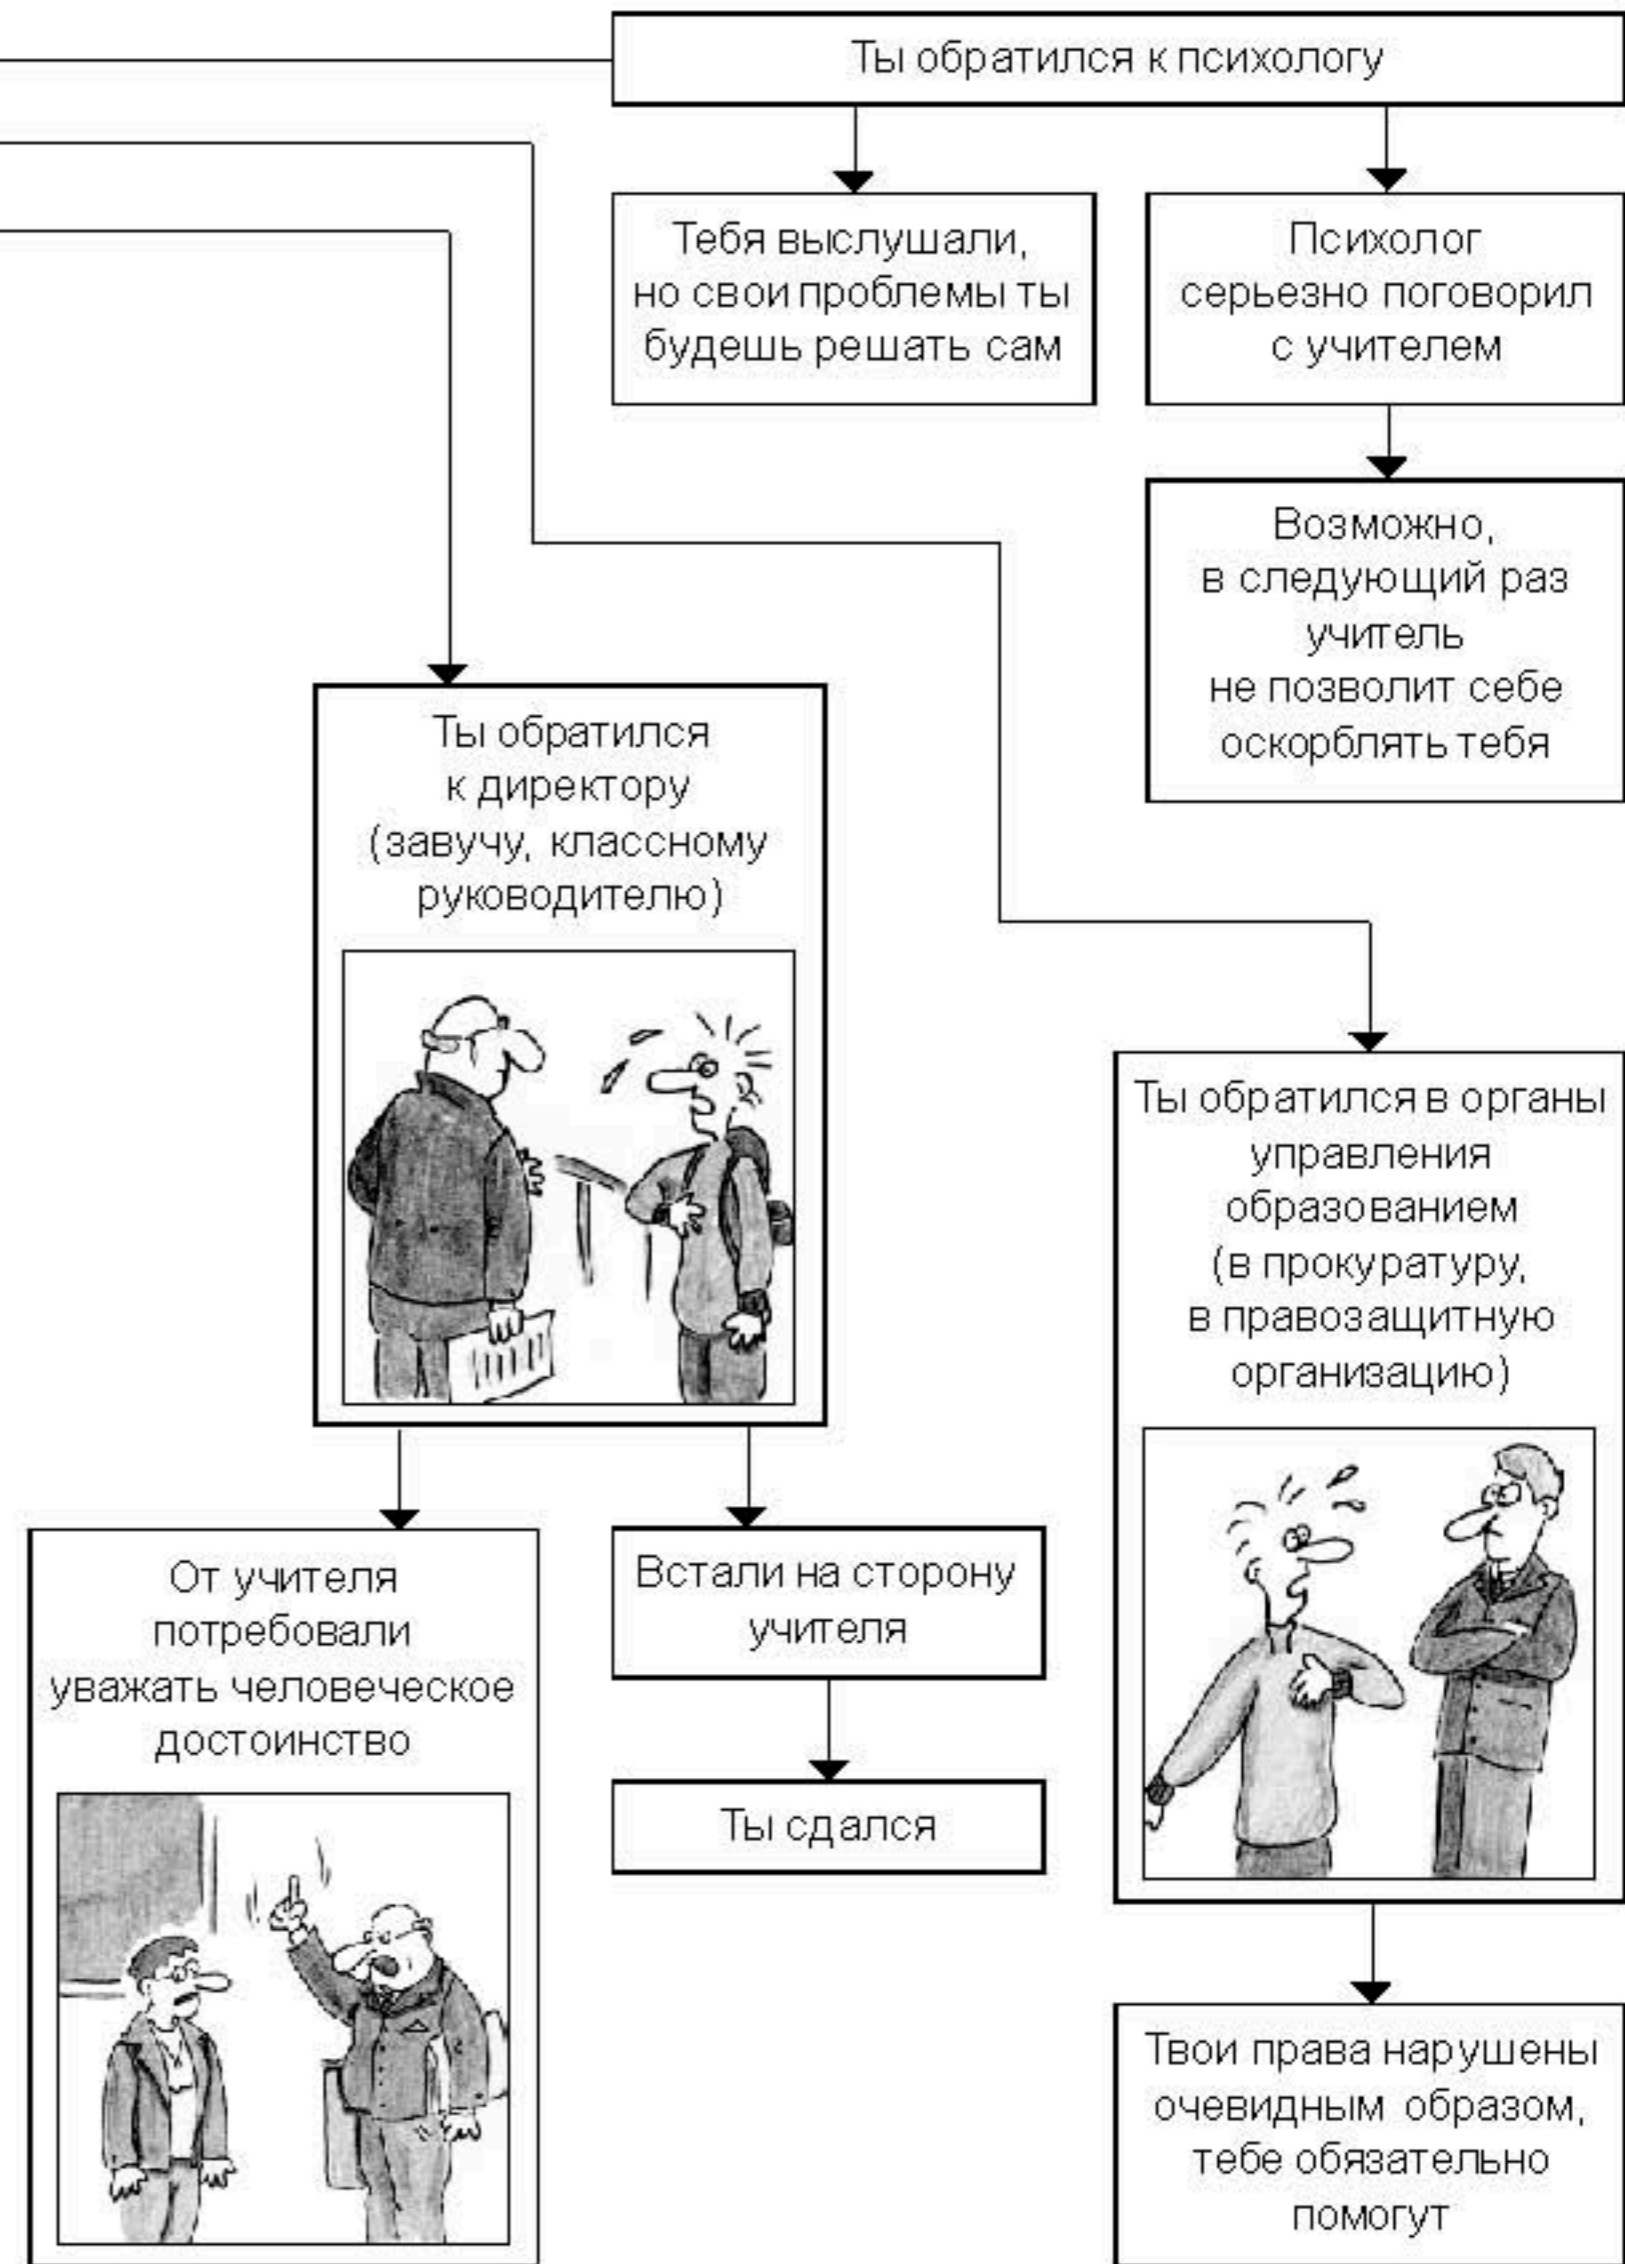 Ты обратился к психологу
Тебя выслушали,
но свои проблемы ты
будешь решать сам
Психолог
серьезно поговорил
с учителем
Возможно,
в следующий раз
учитель
не позволит себе
оскорблять тебя
Ты обратился
к директору
(завучу, классному
руководителю)
Ты обратился в органы
управления
образованием
(в прокуратуру,
в правозащитную
организацию)
От учителя
потребовали
уважать человеческое
достоинство
Встали на сторону
учителя
Ты сдался
Твои права нарушены
очевидным образом,
тебе обязательно
помогут